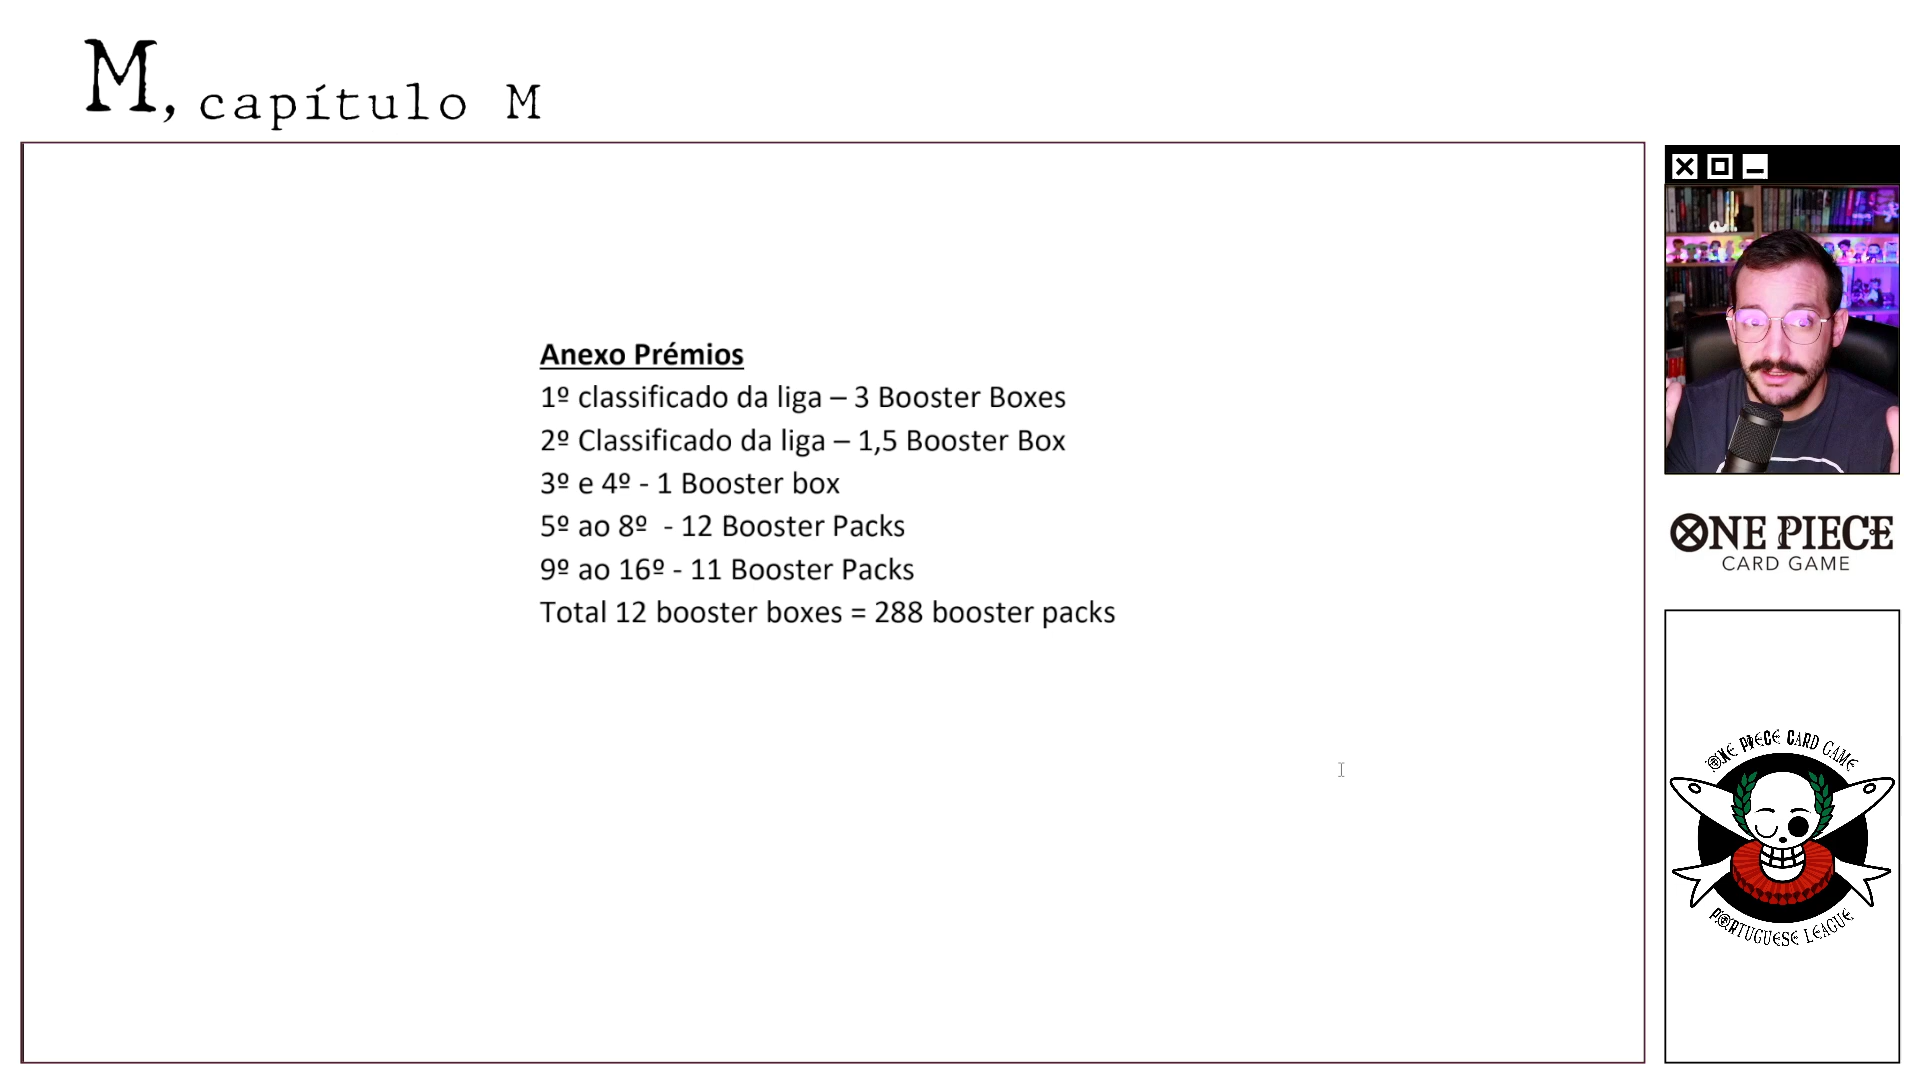 M, capítulo M
Anexo Prémios
1º classificado da liga – 3 Booster Boxes
2º Classificado da liga – 1,5 Booster Box
3º e 4º - 1 Booster box
5º ao 8º  - 12 Booster Packs
9º ao 16º - 11 Booster Packs
Total 12 booster boxes = 288 booster packs
ONE PIECE
CARD GAME
ONE PIECE CARD GAME
PORTUGUESE LEAGUE